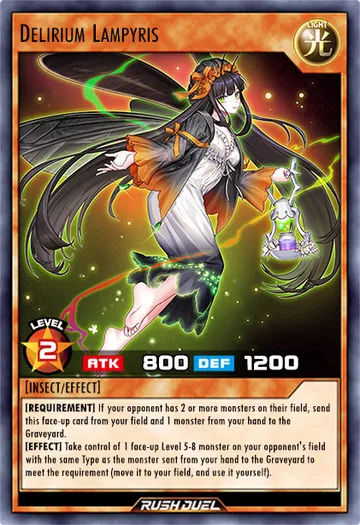 DELIRIUM LAMPYRIS
LIGHT
光
LEVEL
2
ATK 800 DEF 1200
[INSECT/EFFECT]
[REQUIREMENT] If your opponent has 2 or more monsters on their field, send
this face-up card from your field and 1 monster from your hand to the
Graveyard.
[EFFECT] Take control of 1 face-up Level 5-8 monster on your opponent's field
with the same Type as the monster sent from your hand to the Graveyard to
meet the requirement (move it to your field, and use it yourself).
RUSH DUEL